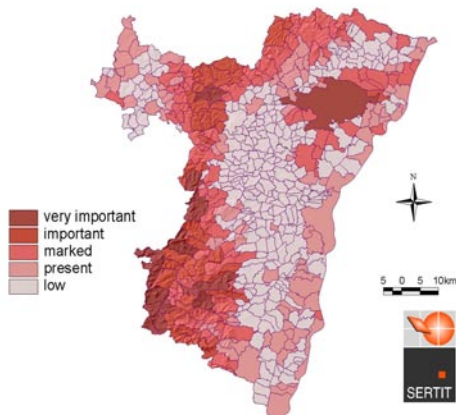 very important
important
marked
present
low
N
5 0 5 10km
SERTIT